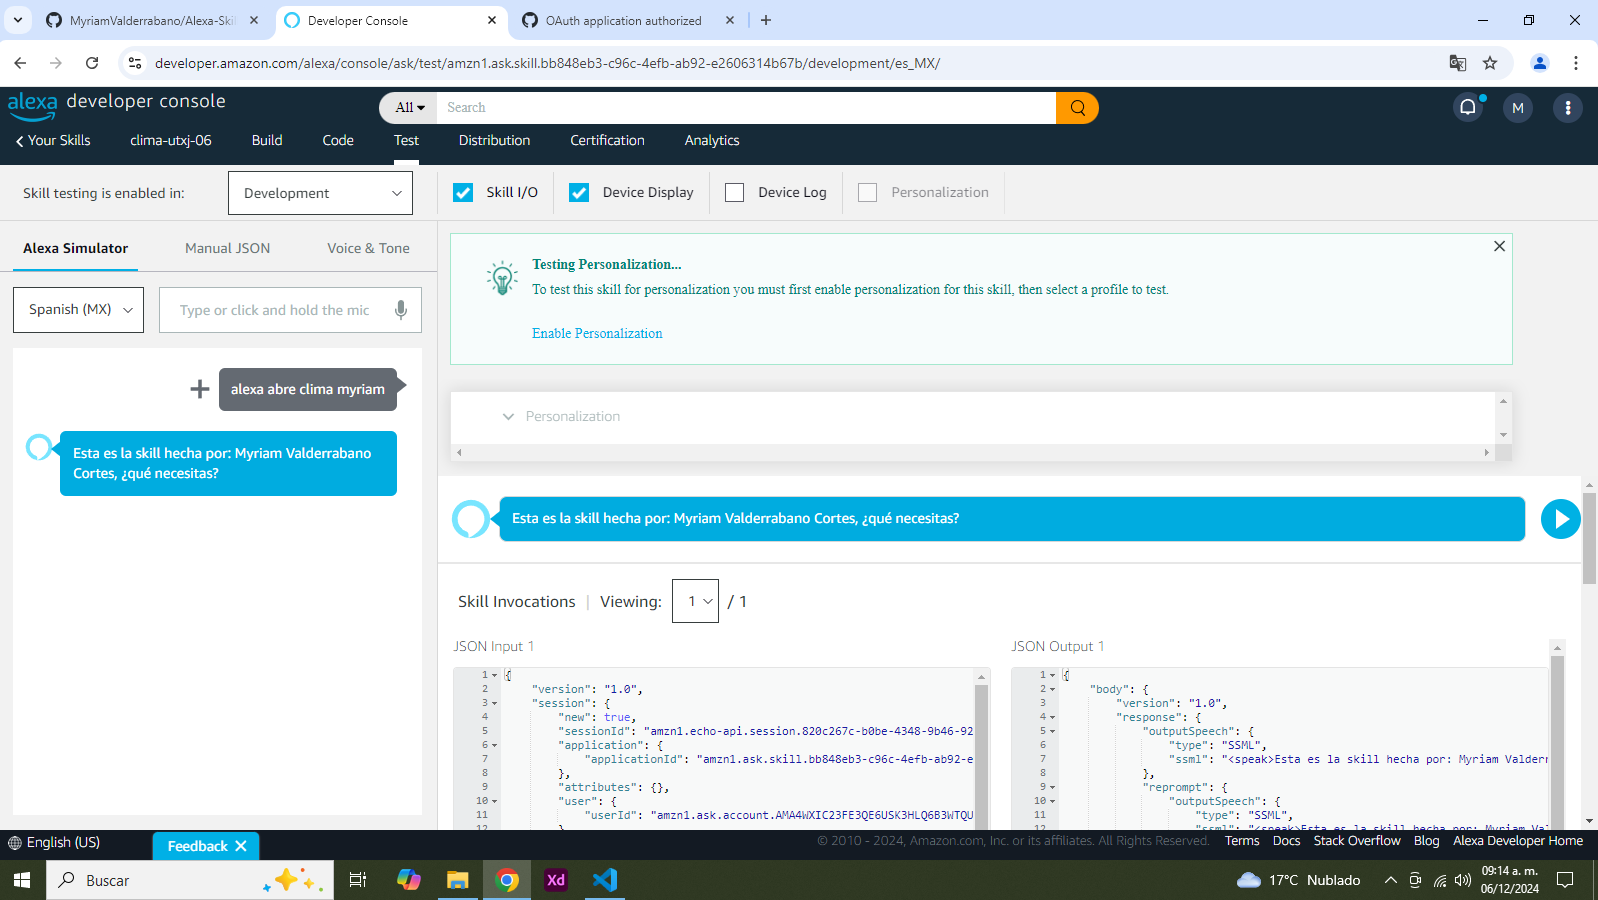 MyriamValderrabano/Alexa-Ski
Developer Console
OAuth application authorized
developer.amazon.com/alexa/console/ask/test/amzn1.ask.skill.bb848eb3-c96c-4efb-ab92-e2606314b67b/development/es_MX/
alexa developer console
All
Search
M
Your Skills
clima-utxj-06
Build
Code
Test
Distribution
Certification
Analytics
Skill testing is enabled in:
Development
Skill I/O
Device Display
Device Log
Personalization
Alexa Simulator
Manual JSON
Voice & Tone
Spanish (MX)
Type or click and hold the mic
alexa abre clima myriam
Esta es la skill hecha por: Myriam Valderrabano
Cortes, ¿qué necesitas?
Testing Personalization...
To test this skill for personalization you must first enable personalization for this skill, then select a profile to test.
Enable Personalization
Personalization
Esta es la skill hecha por: Myriam Valderrabano Cortes, ¿qué necesitas?
Skill Invocations | Viewing: 1 / 1
JSON Input 1
1 {
2 "version": "1.0",
3 "session": {
4 "new": true,
5 "sessionId": "amzn1.echo-api.session.820c267c-b0be-4348-9b46-92
6 "application": {
7 "applicationId": "amzn1.ask.skill.bb848eb3-c96c-4efb-ab92-e
8 },
9 "attributes": {},
10 "user": {
11 "userId": "amzn1.ask.account.AMA4WXIC23FE3QE6USK3HLQ6B3WTQU
12 }
JSON Output 1
1 {
2 "body": {
3 "version": "1.0",
4 "response": {
5 "outputSpeech": {
6 "type": "SSML",
7 "ssml": "<speak>Esta es la skill hecha por: Myriam Valderr
8 },
9 "reprompt": {
10 "outputSpeech": {
11 "type": "SSML",
12 "ssml": "<speak>Esta es la skill hecha por: Myriam Val
English (US)
Feedback
© 2010 - 2024, Amazon.com, Inc. or its affiliates. All Rights Reserved.
Terms
Docs
Stack Overflow
Blog
Alexa Developer Home
Buscar
Xd
17°C Nublado
09:14 a. m.
06/12/2024